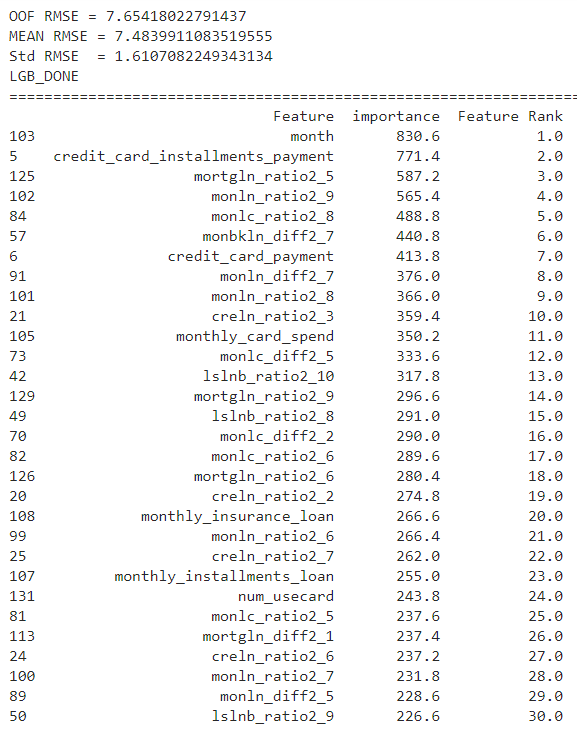 OOF RMSE = 7.65418022791437
MEAN RMSE = 7.4839911083519555
Std RMSE  = 1.6107082249343134
LGB_DONE
================================================================
Feature  importance  Feature Rank
103 month 830.6 1.0
5 credit_card_installments_payment 771.4 2.0
125 mortgln_ratio2_5 587.2 3.0
102 monln_ratio2_9 565.4 4.0
84 monlc_ratio2_8 488.8 5.0
57 monbkln_diff2_7 440.8 6.0
6 credit_card_payment 413.8 7.0
91 monln_diff2_7 376.0 8.0
101 monln_ratio2_8 366.0 9.0
21 creln_ratio2_3 359.4 10.0
105 monthly_card_spend 350.2 11.0
73 monlc_diff2_5 333.6 12.0
42 lslnb_ratio2_10 317.8 13.0
129 mortgln_ratio2_9 296.6 14.0
49 lslnb_ratio2_8 291.0 15.0
70 monlc_diff2_2 290.0 16.0
82 monlc_ratio2_6 289.6 17.0
126 mortgln_ratio2_6 280.4 18.0
20 creln_ratio2_2 274.8 19.0
108 monthly_insurance_loan 266.6 20.0
99 monln_ratio2_6 266.4 21.0
25 creln_ratio2_7 262.0 22.0
107 monthly_installments_loan 255.0 23.0
131 num_usecard 243.8 24.0
81 monlc_ratio2_5 237.6 25.0
113 mortgln_diff2_1 237.4 26.0
24 creln_ratio2_6 237.2 27.0
100 monln_ratio2_7 231.8 28.0
89 monln_diff2_5 228.6 29.0
50 lslnb_ratio2_9 226.6 30.0